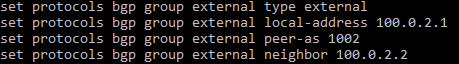 set protocols bgp group external type external
set protocols bgp group external local-address 100.0.2.1
set protocols bgp group external peer-as 1002
set protocols bgp group external neighbor 100.0.2.2